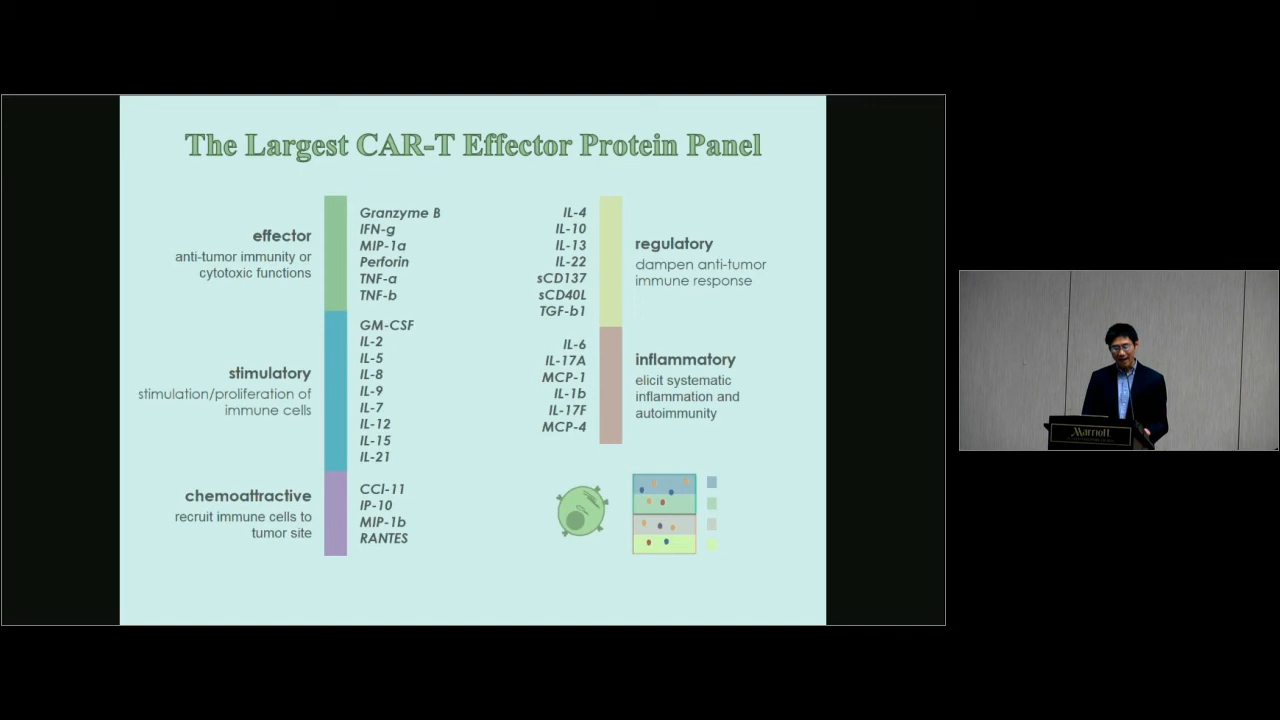 The Largest CAR-T Effector Protein Panel
effector
anti-tumor immunity or
cytotoxic functions
Granzyme B
IFN-g
MIP-1a
Perforin
TNF-a
TNF-b
stimulatory
stimulation/proliferation of
immune cells
GM-CSF
IL-2
IL-5
IL-8
IL-9
IL-7
IL-12
IL-15
IL-21
chemoattractive
recruit immune cells to
tumor site
CCl-11
IP-10
MIP-1b
RANTES
IL-4
IL-10
IL-13
IL-22
sCD137
sCD40L
TGF-b1
regulatory
dampen anti-tumor
immune response
IL-6
IL-17A
MCP-1
IL-1b
IL-17F
MCP-4
inflammatory
elicit systematic
inflammation and
autoimmunity
Marriott